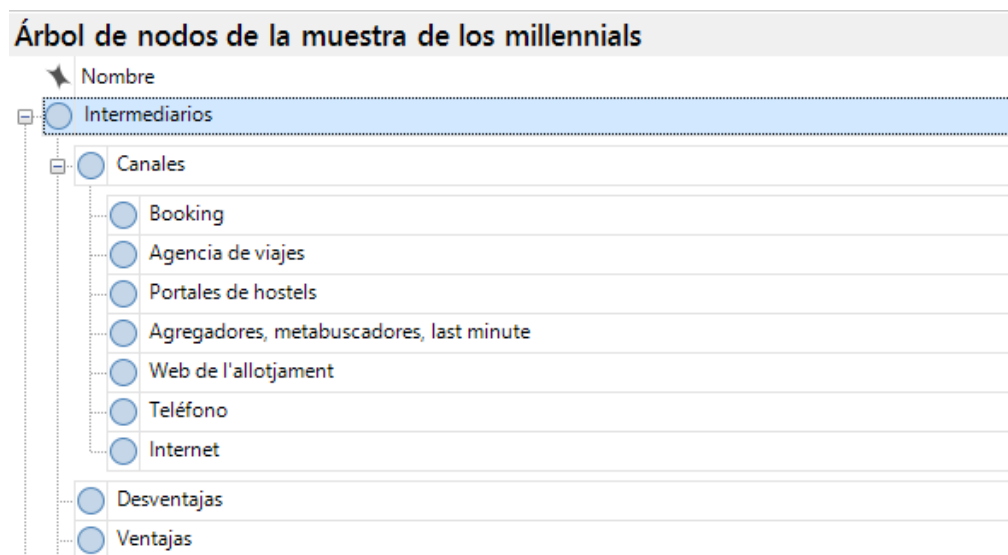 Árbol de nodos de la muestra de los millennials
Nombre
Intermediarios
Canales
Booking
Agencia de viajes
Portales de hostels
Agregadores, metabuscadores, last minute
Web de l'allotjament
Teléfono
Internet
Desventajas
Ventajas